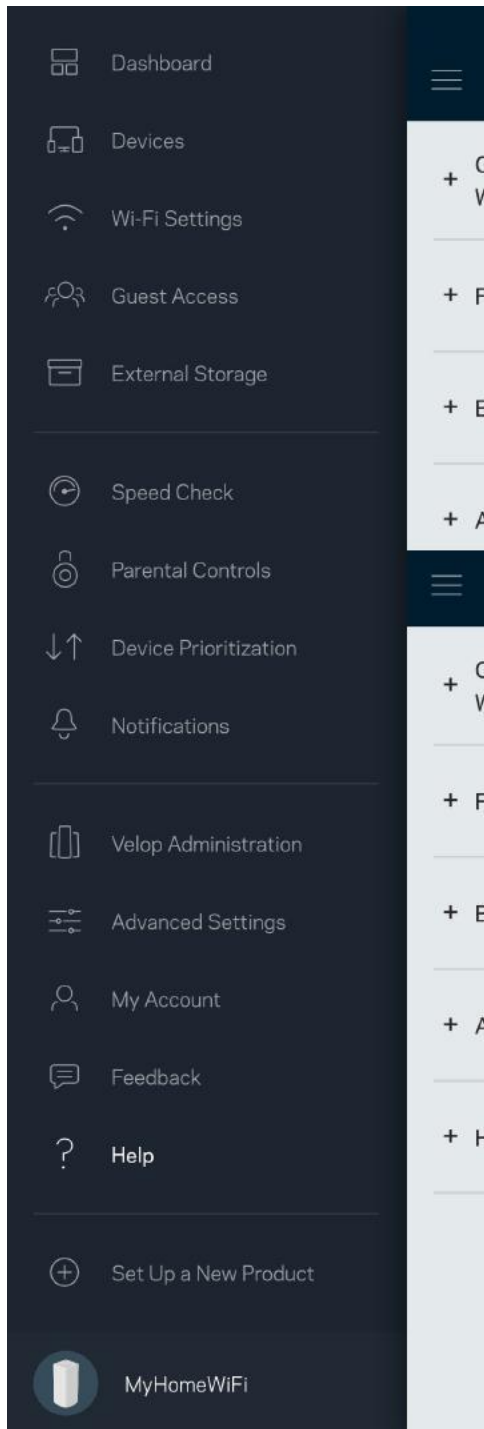 Dashboard
Devices
Wi-Fi Settings
Guest Access
External Storage
Speed Check
Parental Controls
Device Prioritization
Notifications
Velop Administration
Advanced Settings
My Account
Feedback
Help
Set Up a New Product
MyHomeWiFi